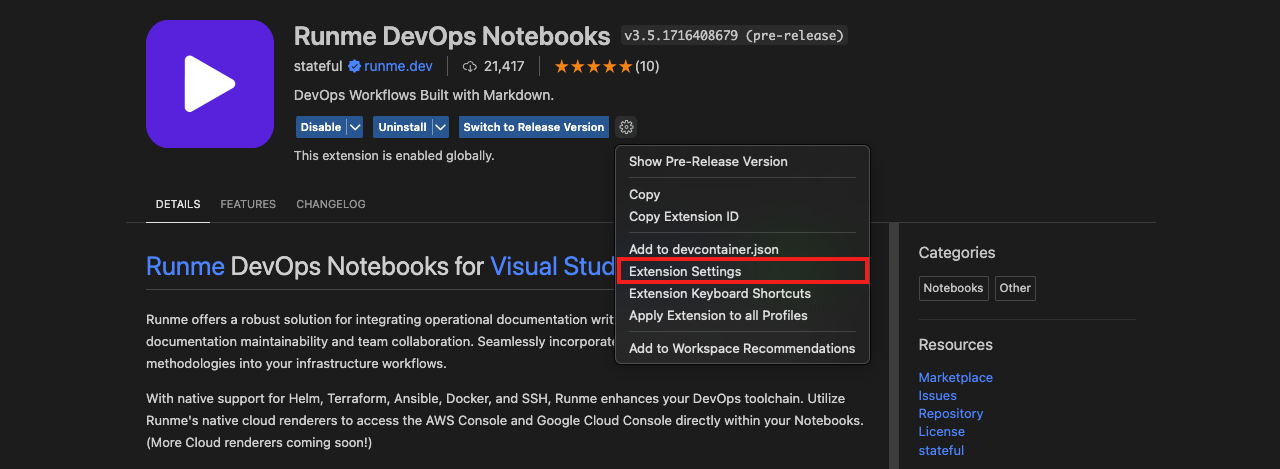 Runme DevOps Notebooks v3.5.1716408679 (pre-release)
stateful runme.dev 21,417 (10)
DevOps Workflows Built with Markdown.
Disable Uninstall Switch to Release Version
This extension is enabled globally.
Show Pre-Release Version
Copy
Copy Extension ID
Add to devcontainer.json
Extension Settings
Extension Keyboard Shortcuts
Apply Extension to all Profiles
Add to Workspace Recommendations
DETAILS FEATURES CHANGELOG
Runme DevOps Notebooks for Visual Stud
Runme offers a robust solution for integrating operational documentation writ
documentation maintainability and team collaboration. Seamlessly incorporate
methodologies into your infrastructure workflows.
With native support for Helm, Terraform, Ansible, Docker, and SSH, Runme enhances your DevOps toolchain. Utilize
Runme's native cloud renderers to access the AWS Console and Google Cloud Console directly within your Notebooks.
(More Cloud renderers coming soon!)
Categories
Notebooks Other
Resources
Marketplace
Issues
Repository
License
stateful